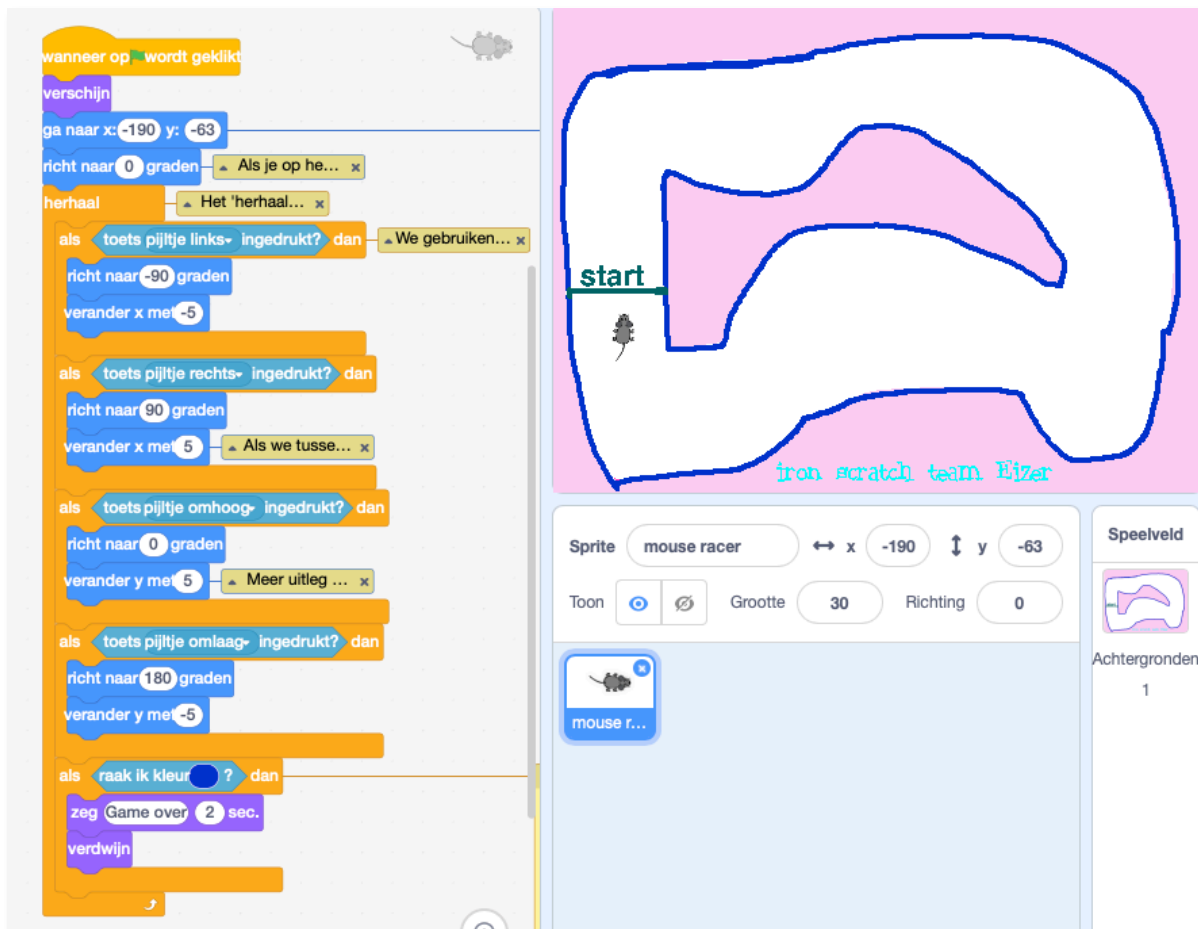 wanneer op wordt geklikt
verschijn
ga naar x: -190 y: -63
richt naar 0 graden Als je op he...
herhaal Het 'herhaal...
als toets pijltje links ingedrukt? dan We gebruiken...
richt naar -90 graden
verander x met -5
als toets pijltje rechts ingedrukt? dan
richt naar 90 graden
verander x met 5 Als we tusse...
als toets pijltje omhoog ingedrukt? dan
richt naar 0 graden
verander y met 5 Meer uitleg ...
als toets pijltje omlaag ingedrukt? dan
richt naar 180 graden
verander y met -5
als raak ik kleur ? dan
zeg Game over 2 sec.
verdwijn
start
iron scratch team Eizer
Sprite mouse racer x -190 y -63
Toon Grootte 30 Richting 0
mouse r...
Speelveld
Achtergronden
1